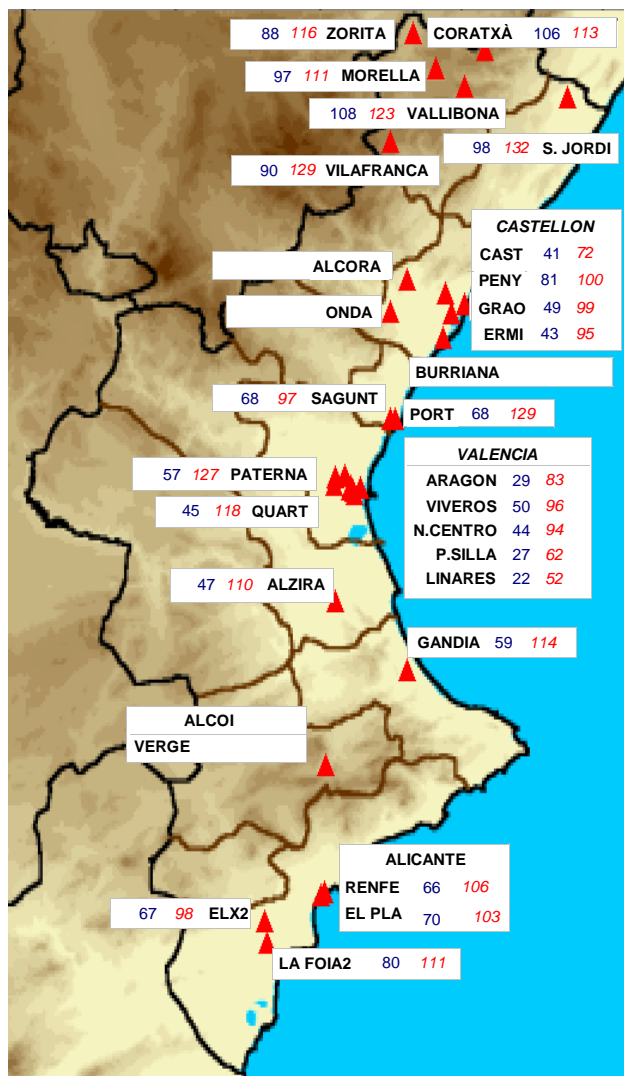 88 116 ZORITA
CORATXÀ 106 113
97 111 MORELLA
108 123 VALLIBONA
98 132 S. JORDI
90 129 VILAFRANCA
CASTELLON
CAST 41 72
PENY 81 100
GRAO 49 99
ERMI 43 95
ALCORA
ONDA
BURRIANA
68 97 SAGUNT
PORT 68 129
VALENCIA
ARAGON 29 83
VIVEROS 50 96
N.CENTRO 44 94
P.SILLA 27 62
LINARES 22 52
57 127 PATERNA
45 118 QUART
47 110 ALZIRA
GANDIA 59 114
ALCOI
VERGE
ALICANTE
RENFE 66 106
EL PLA 70 103
67 98 ELX2
LA FOIA2 80 111